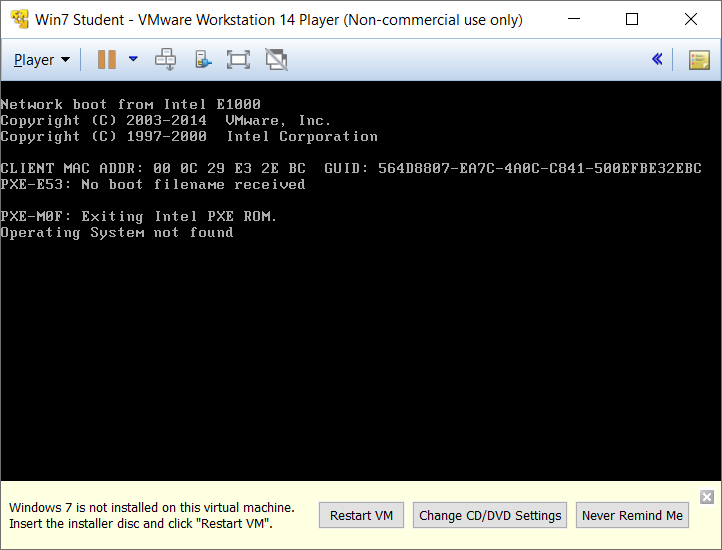 Win7 Student - VMware Workstation 14 Player (Non-commercial use only)
Player
Network boot from Intel E1000
Copyright (C) 2003-2014  VMware, Inc.
Copyright (C) 1997-2000  Intel Corporation
CLIENT MAC ADDR: 00 0C 29 E3 2E BC  GUID: 564D8807-EA7C-4A0C-C841-500EFBE32EBC
PXE-E53: No boot filename received
PXE-M0F: Exiting Intel PXE ROM.
Operating System not found
Windows 7 is not installed on this virtual machine.
Insert the installer disc and click "Restart VM".
Restart VM
Change CD/DVD Settings
Never Remind Me